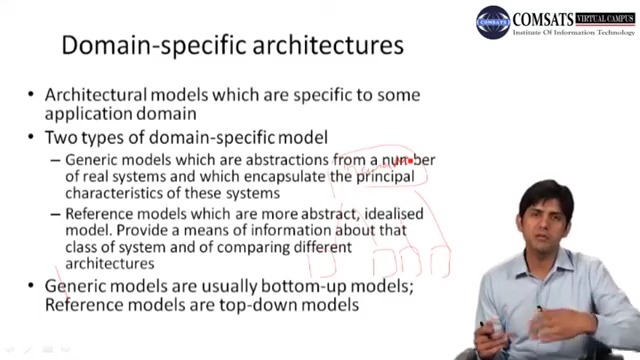 COMSATS VIRTUAL CAMPUS
Institute Of Information Technology
Domain-specific architectures
• Architectural models which are specific to some
application domain
• Two types of domain-specific model
– Generic models which are abstractions from a number
of real systems and which encapsulate the principal
characteristics of these systems
– Reference models which are more abstract, idealised
model. Provide a means of information about that
class of system and of comparing different
architectures
• Generic models are usually bottom-up models;
Reference models are top-down models